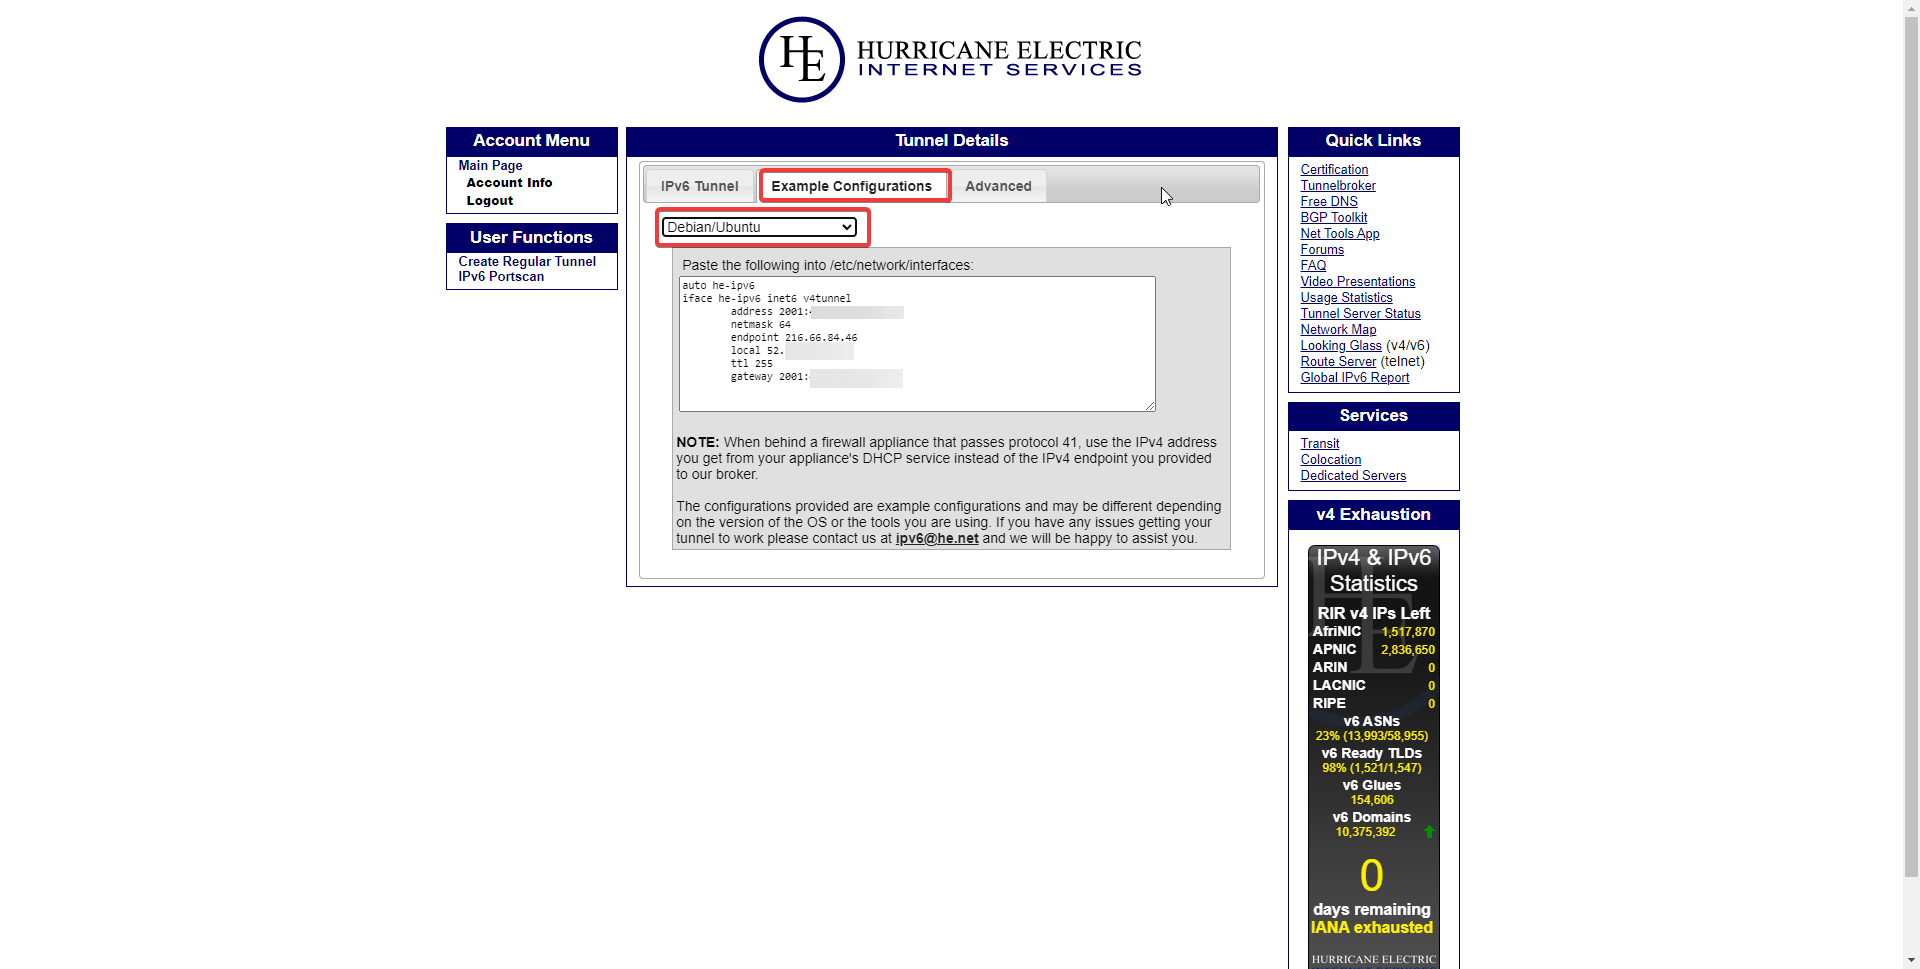 HE HURRICANE ELECTRIC
INTERNET SERVICES
Account Menu
Main Page
Account Info
Logout
User Functions
Create Regular Tunnel
IPv6 Portscan
Tunnel Details
IPv6 Tunnel
Example Configurations
Advanced
Debian/Ubuntu
Paste the following into /etc/network/interfaces:
auto he-ipv6
iface he-ipv6 inet6 v4tunnel
address 2001:
netmask 64
endpoint 216.66.84.46
local 52.
ttl 255
gateway 2001:
NOTE: When behind a firewall appliance that passes protocol 41, use the IPv4 address
you get from your appliance's DHCP service instead of the IPv4 endpoint you provided
to our broker.
The configurations provided are example configurations and may be different depending
on the version of the OS or the tools you are using. If you have any issues getting your
tunnel to work please contact us at ipv6@he.net and we will be happy to assist you.
Quick Links
Certification
Tunnelbroker
Free DNS
BGP Toolkit
Net Tools App
Forums
FAQ
Video Presentations
Usage Statistics
Tunnel Server Status
Network Map
Looking Glass (v4/v6)
Route Server (telnet)
Global IPv6 Report
Services
Transit
Colocation
Dedicated Servers
v4 Exhaustion
IPv4 & IPv6
Statistics
RIR v4 IPs Left
AfriNIC 1,517,870
APNIC 2,836,650
ARIN 0
LACNIC 0
RIPE 0
v6 ASNs
23% (13,993/58,955)
v6 Ready TLDs
98% (1,521/1,547)
v6 Glues
154,606
v6 Domains
10,375,392
0
days remaining
IANA exhausted
HURRICANE ELECTRIC